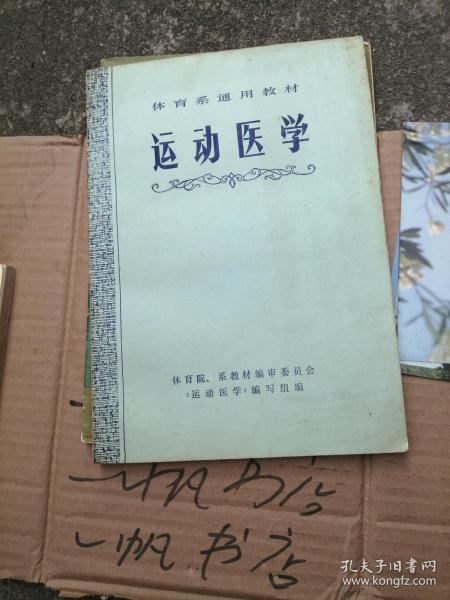 体育系通用教材
运动医学
体育院、系教材编审委员会
《运动医学》编写组编
一帆书店
一帆书店
孔夫子旧书网
www.kongfz.com